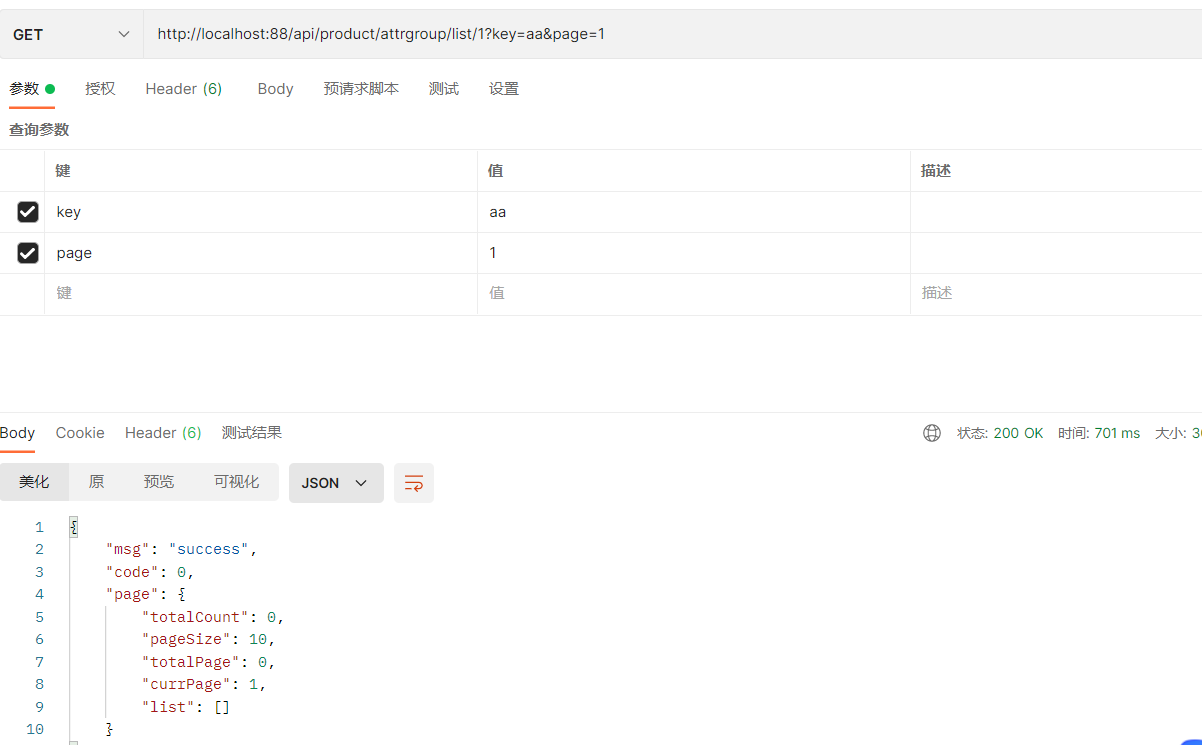 GET http://localhost:88/api/product/attrgroup/list/1?key=aa&page=1
参数 授权 Header (6) Body 预请求脚本 测试 设置
查询参数
键 值 描述
key aa
page 1
键 值 描述
Body Cookie Header (6) 测试结果 状态: 200 OK 时间: 701 ms 大小:
美化 原 预览 可视化 JSON
1 {
2 "msg": "success",
3 "code": 0,
4 "page": {
5 "totalCount": 0,
6 "pageSize": 10,
7 "totalPage": 0,
8 "currPage": 1,
9 "list": []
10 }